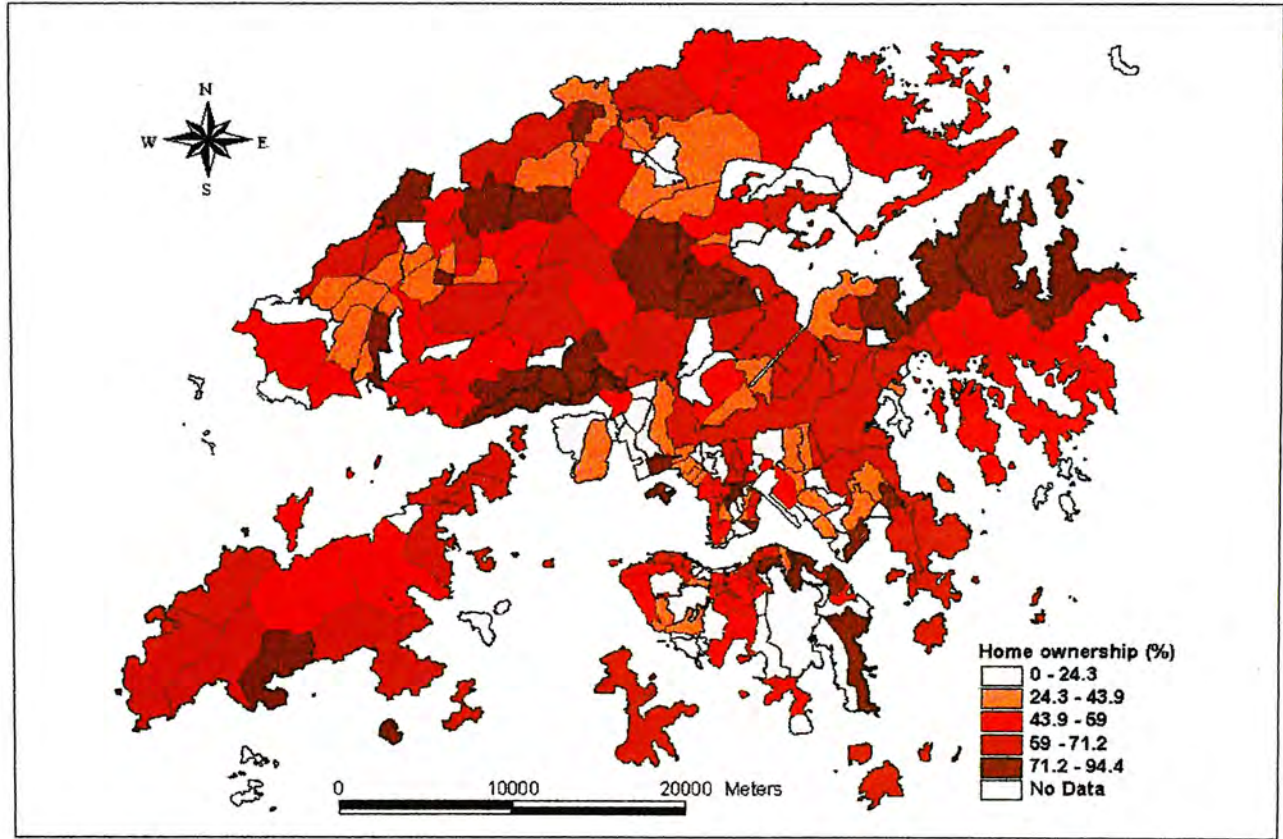 N
W E
S
Home ownership (%)
0 - 24.3
24.3 - 43.9
43.9 - 59
59 - 71.2
71.2 - 94.4
No Data
0 10000 20000 Meters